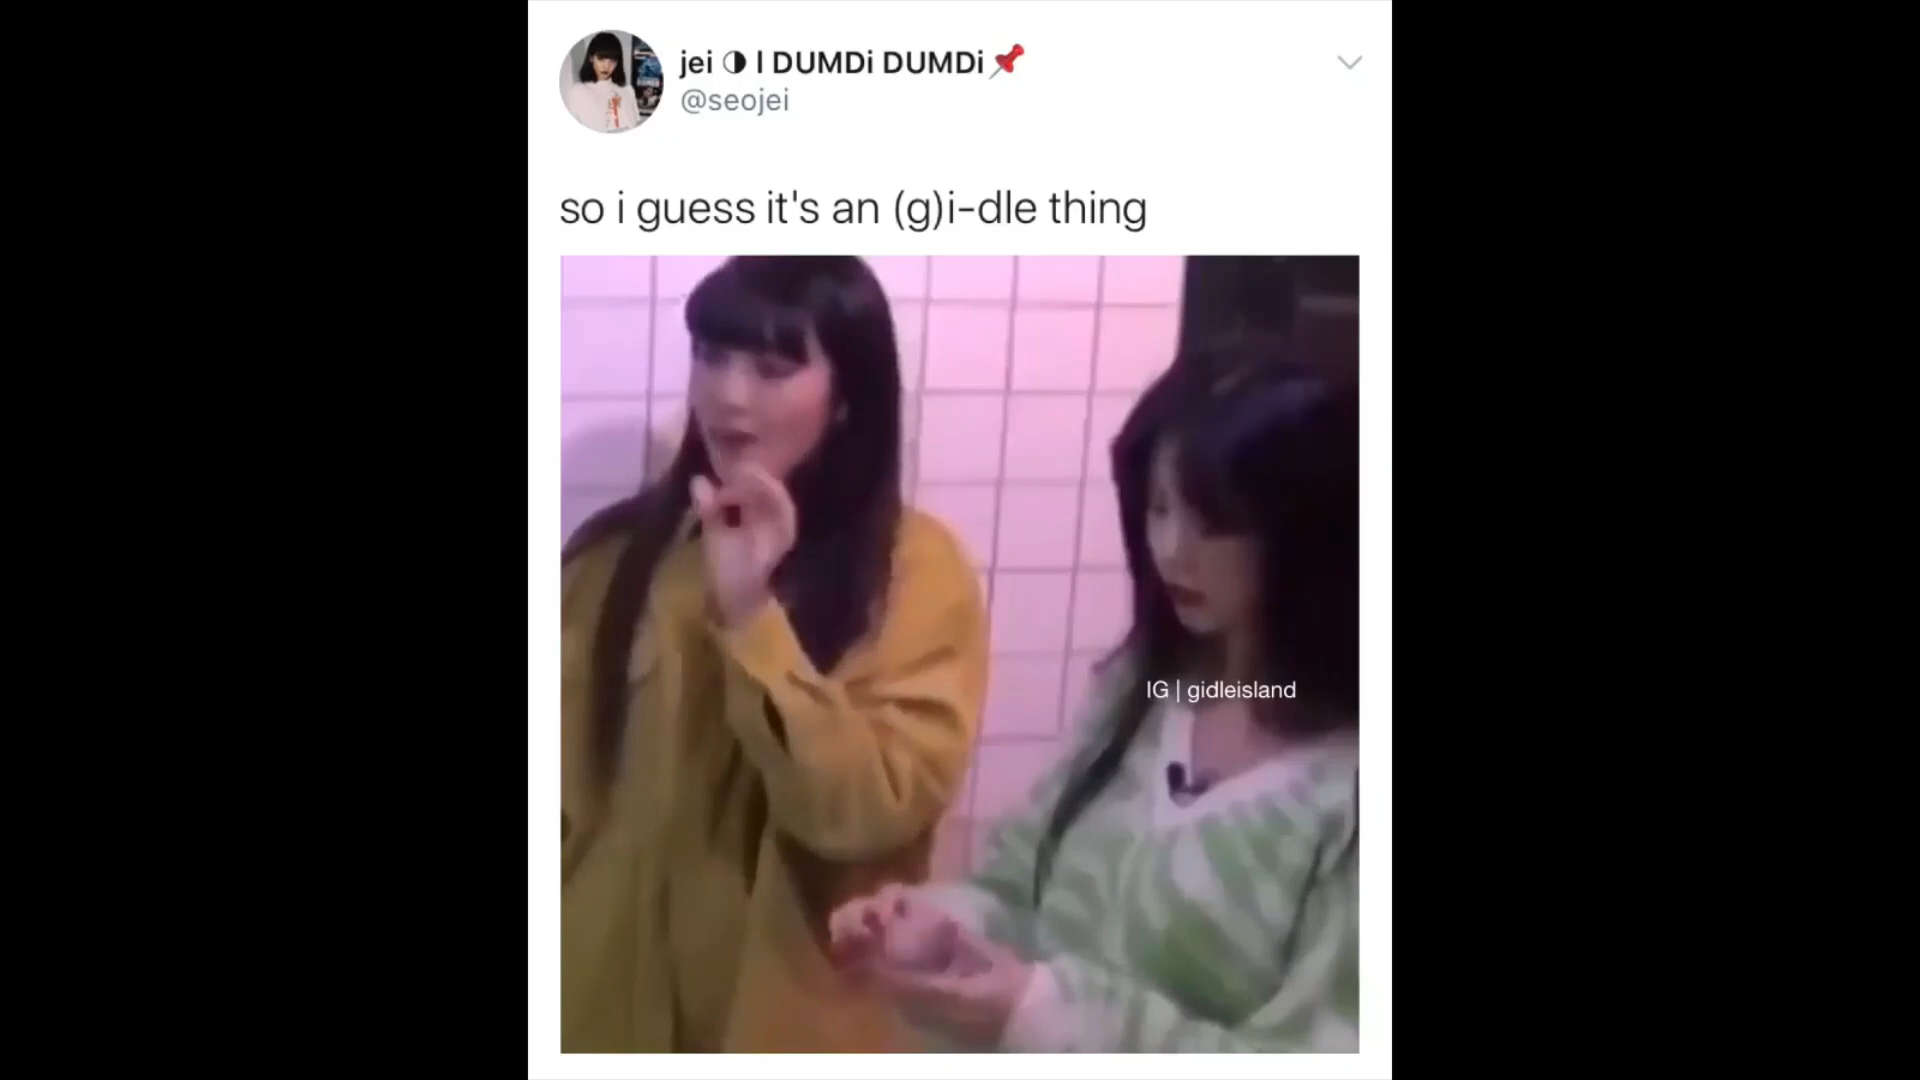 jei ◑ l DUMDi DUMDi📌
@seojei
so i guess it's an (g)i-dle thing
IG | gidleisland